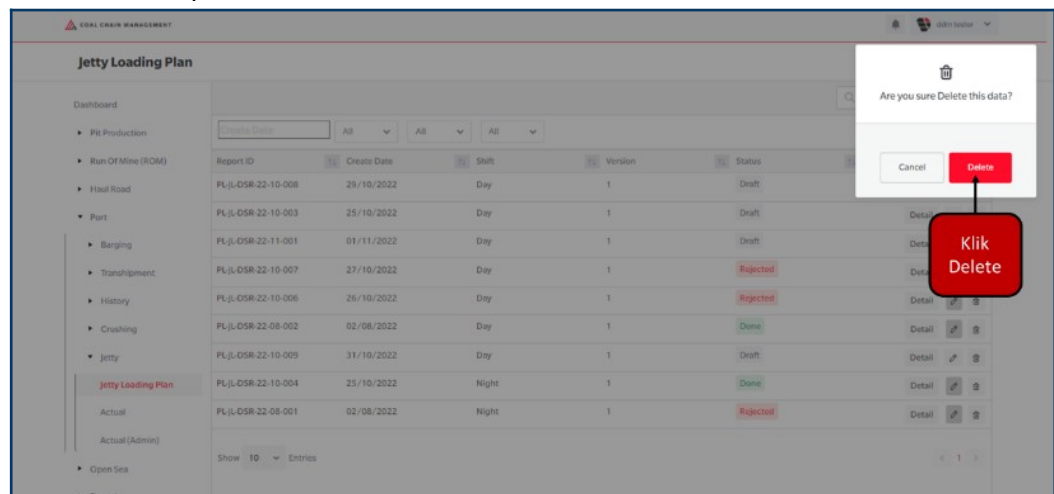 COAL CHAIN MANAGEMENT
ddm tester
Jetty Loading Plan
Are you sure Delete this data?
Cancel Delete
Klik
Delete
Dashboard
Pit Production
Run Of Mine (ROM)
Haul Road
Port
Barging
Transhipment
History
Crushing
Jetty
Jetty Loading Plan
Actual
Actual (Admin)
Open Sea
Create Date All All All
Report ID Create Date Shift Version Status
PL-JL-DSR-22-10-008 29/10/2022 Day 1 Draft
PL-JL-DSR-22-10-003 25/10/2022 Day 1 Draft Detail
PL-JL-DSR-22-11-001 01/11/2022 Day 1 Draft
PL-JL-DSR-22-10-007 27/10/2022 Day 1 Rejected
PL-JL-DSR-22-10-006 26/10/2022 Day 1 Rejected Detail
PL-JL-DSR-22-08-002 02/08/2022 Day 1 Done Detail
PL-JL-DSR-22-10-009 31/10/2022 Day 1 Draft Detail
PL-JL-DSR-22-10-004 25/10/2022 Night 1 Done Detail
PL-JL-DSR-22-08-001 02/08/2022 Night 1 Rejected Detail
Show 10 Entries
1